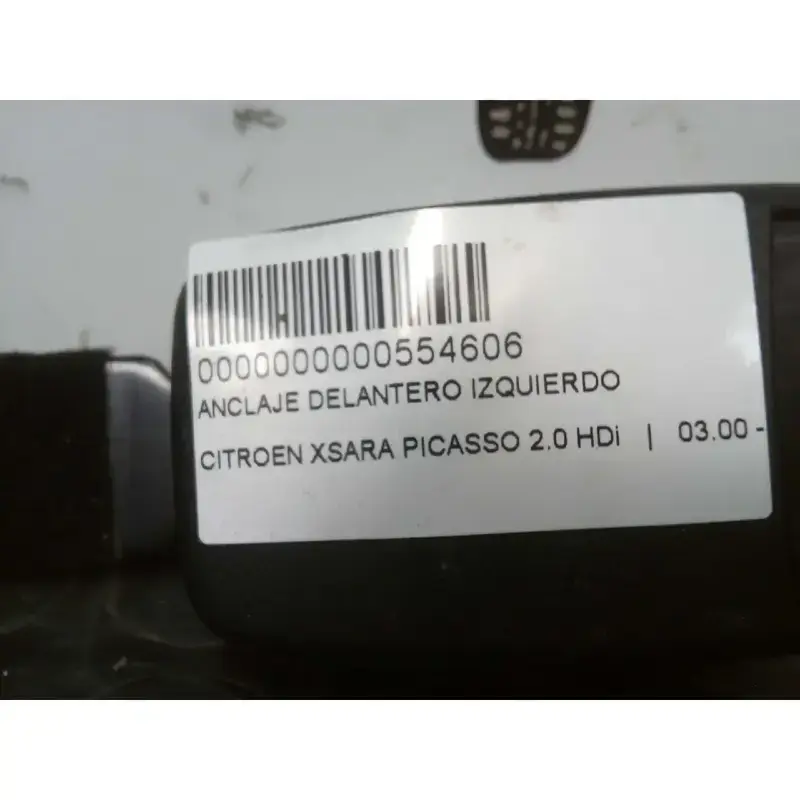 0000000000554606
ANCLAJE DELANTERO IZQUIERDO
CITROEN XSARA PICASSO 2.0 HDi | 03.00 -